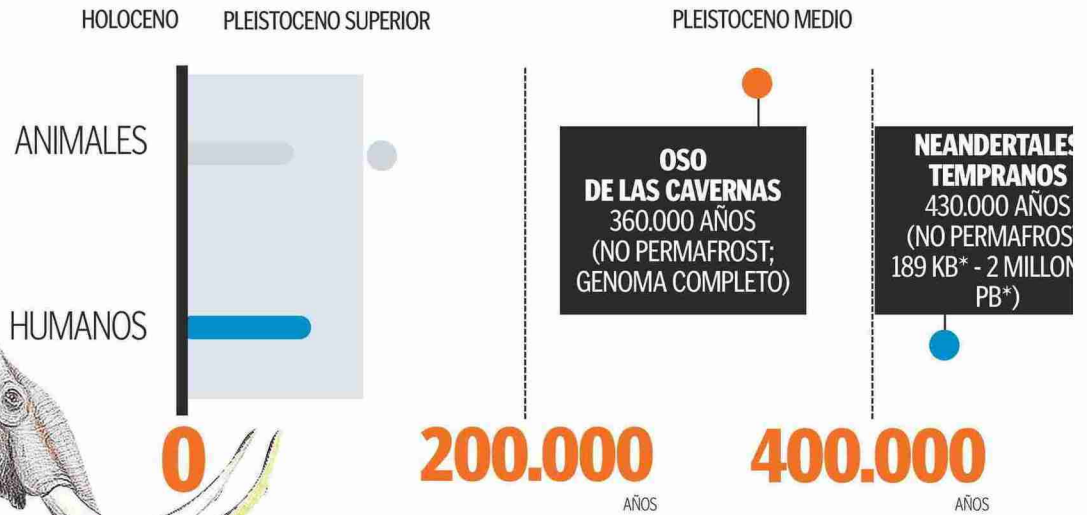 HOLOCENO
PLEISTOCENO SUPERIOR
PLEISTOCENO MEDIO
ANIMALES
OSO
DE LAS CAVERNAS
360.000 AÑOS
(NO PERMAFROST;
GENOMA COMPLETO)
NEANDERTALES
TEMPRANOS
430.000 AÑOS
(NO PERMAFROST
189 KB* - 2 MILLON
PB*)
HUMANOS
0
200.000
AÑOS
400.000
AÑOS